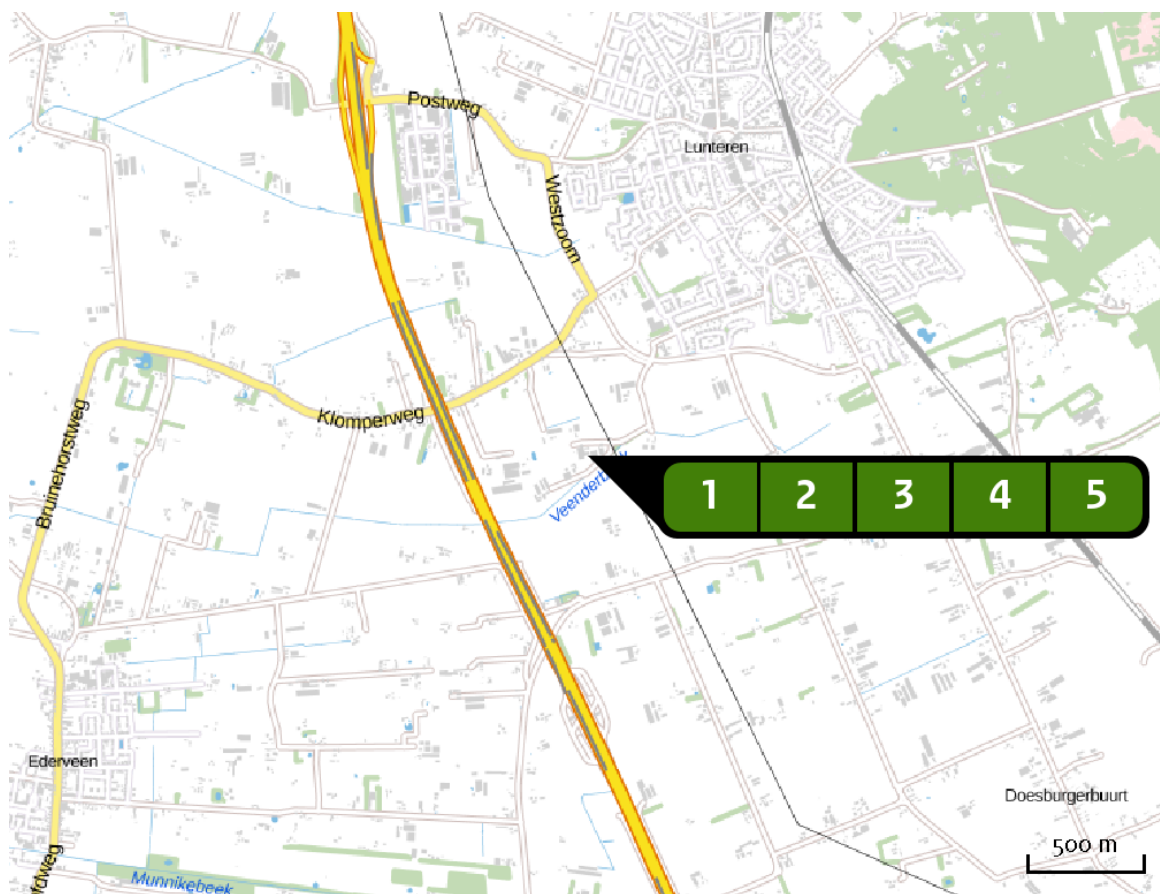 Postweg
Lunteren
Westzoom
Klomperweg
Bruinehorstweg
1 2 3 4 5
Ederveen
Doesburgerbuurt
500 m
Munnikebeek